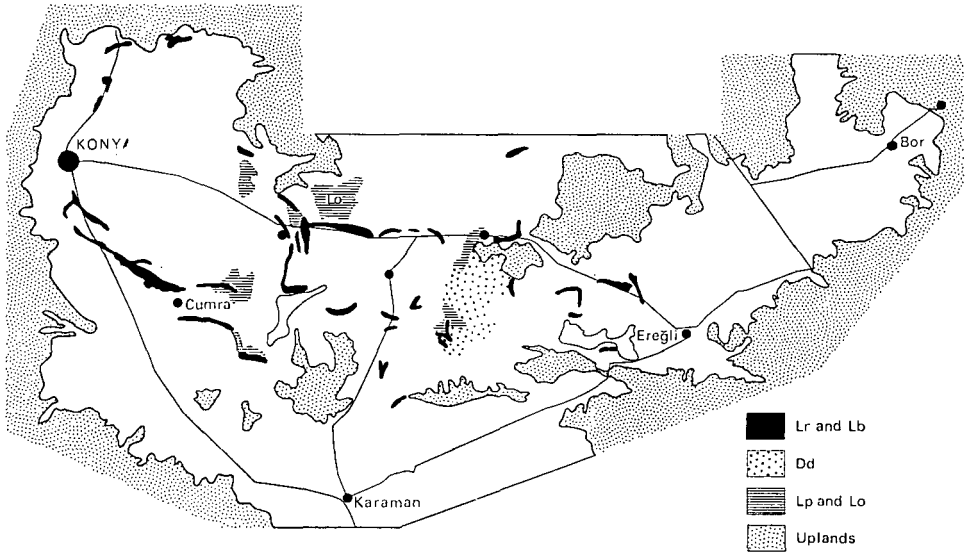 KONYA
Bor
Lo
Cumra
Ereğli
Karaman
Lr and Lb
Dd
Lp and Lo
Uplands